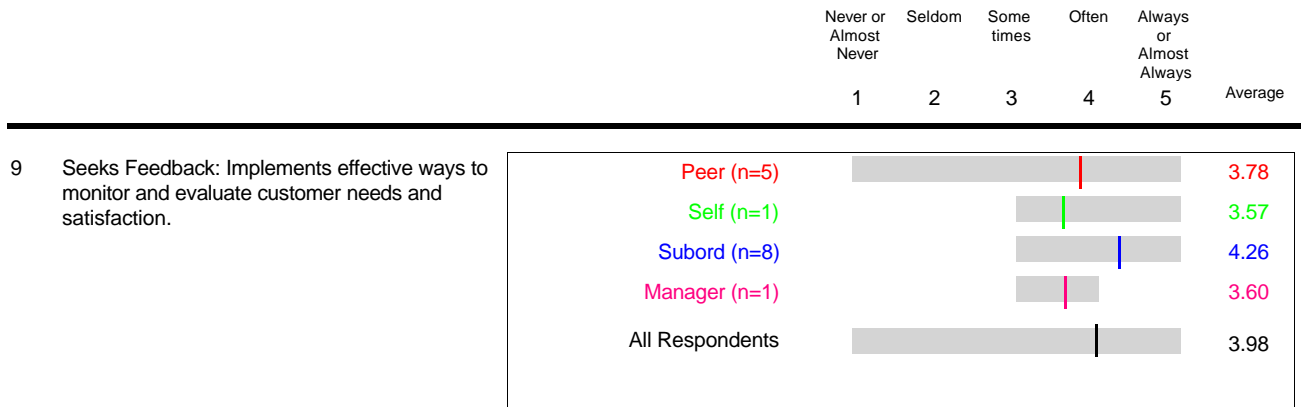 Never or Almost Never
Seldom
Some times
Often
Always or Almost Always
1 2 3 4 5 Average
9 Seeks Feedback: Implements effective ways to
monitor and evaluate customer needs and
satisfaction.
Peer (n=5) 3.78
Self (n=1) 3.57
Subord (n=8) 4.26
Manager (n=1) 3.60
All Respondents 3.98